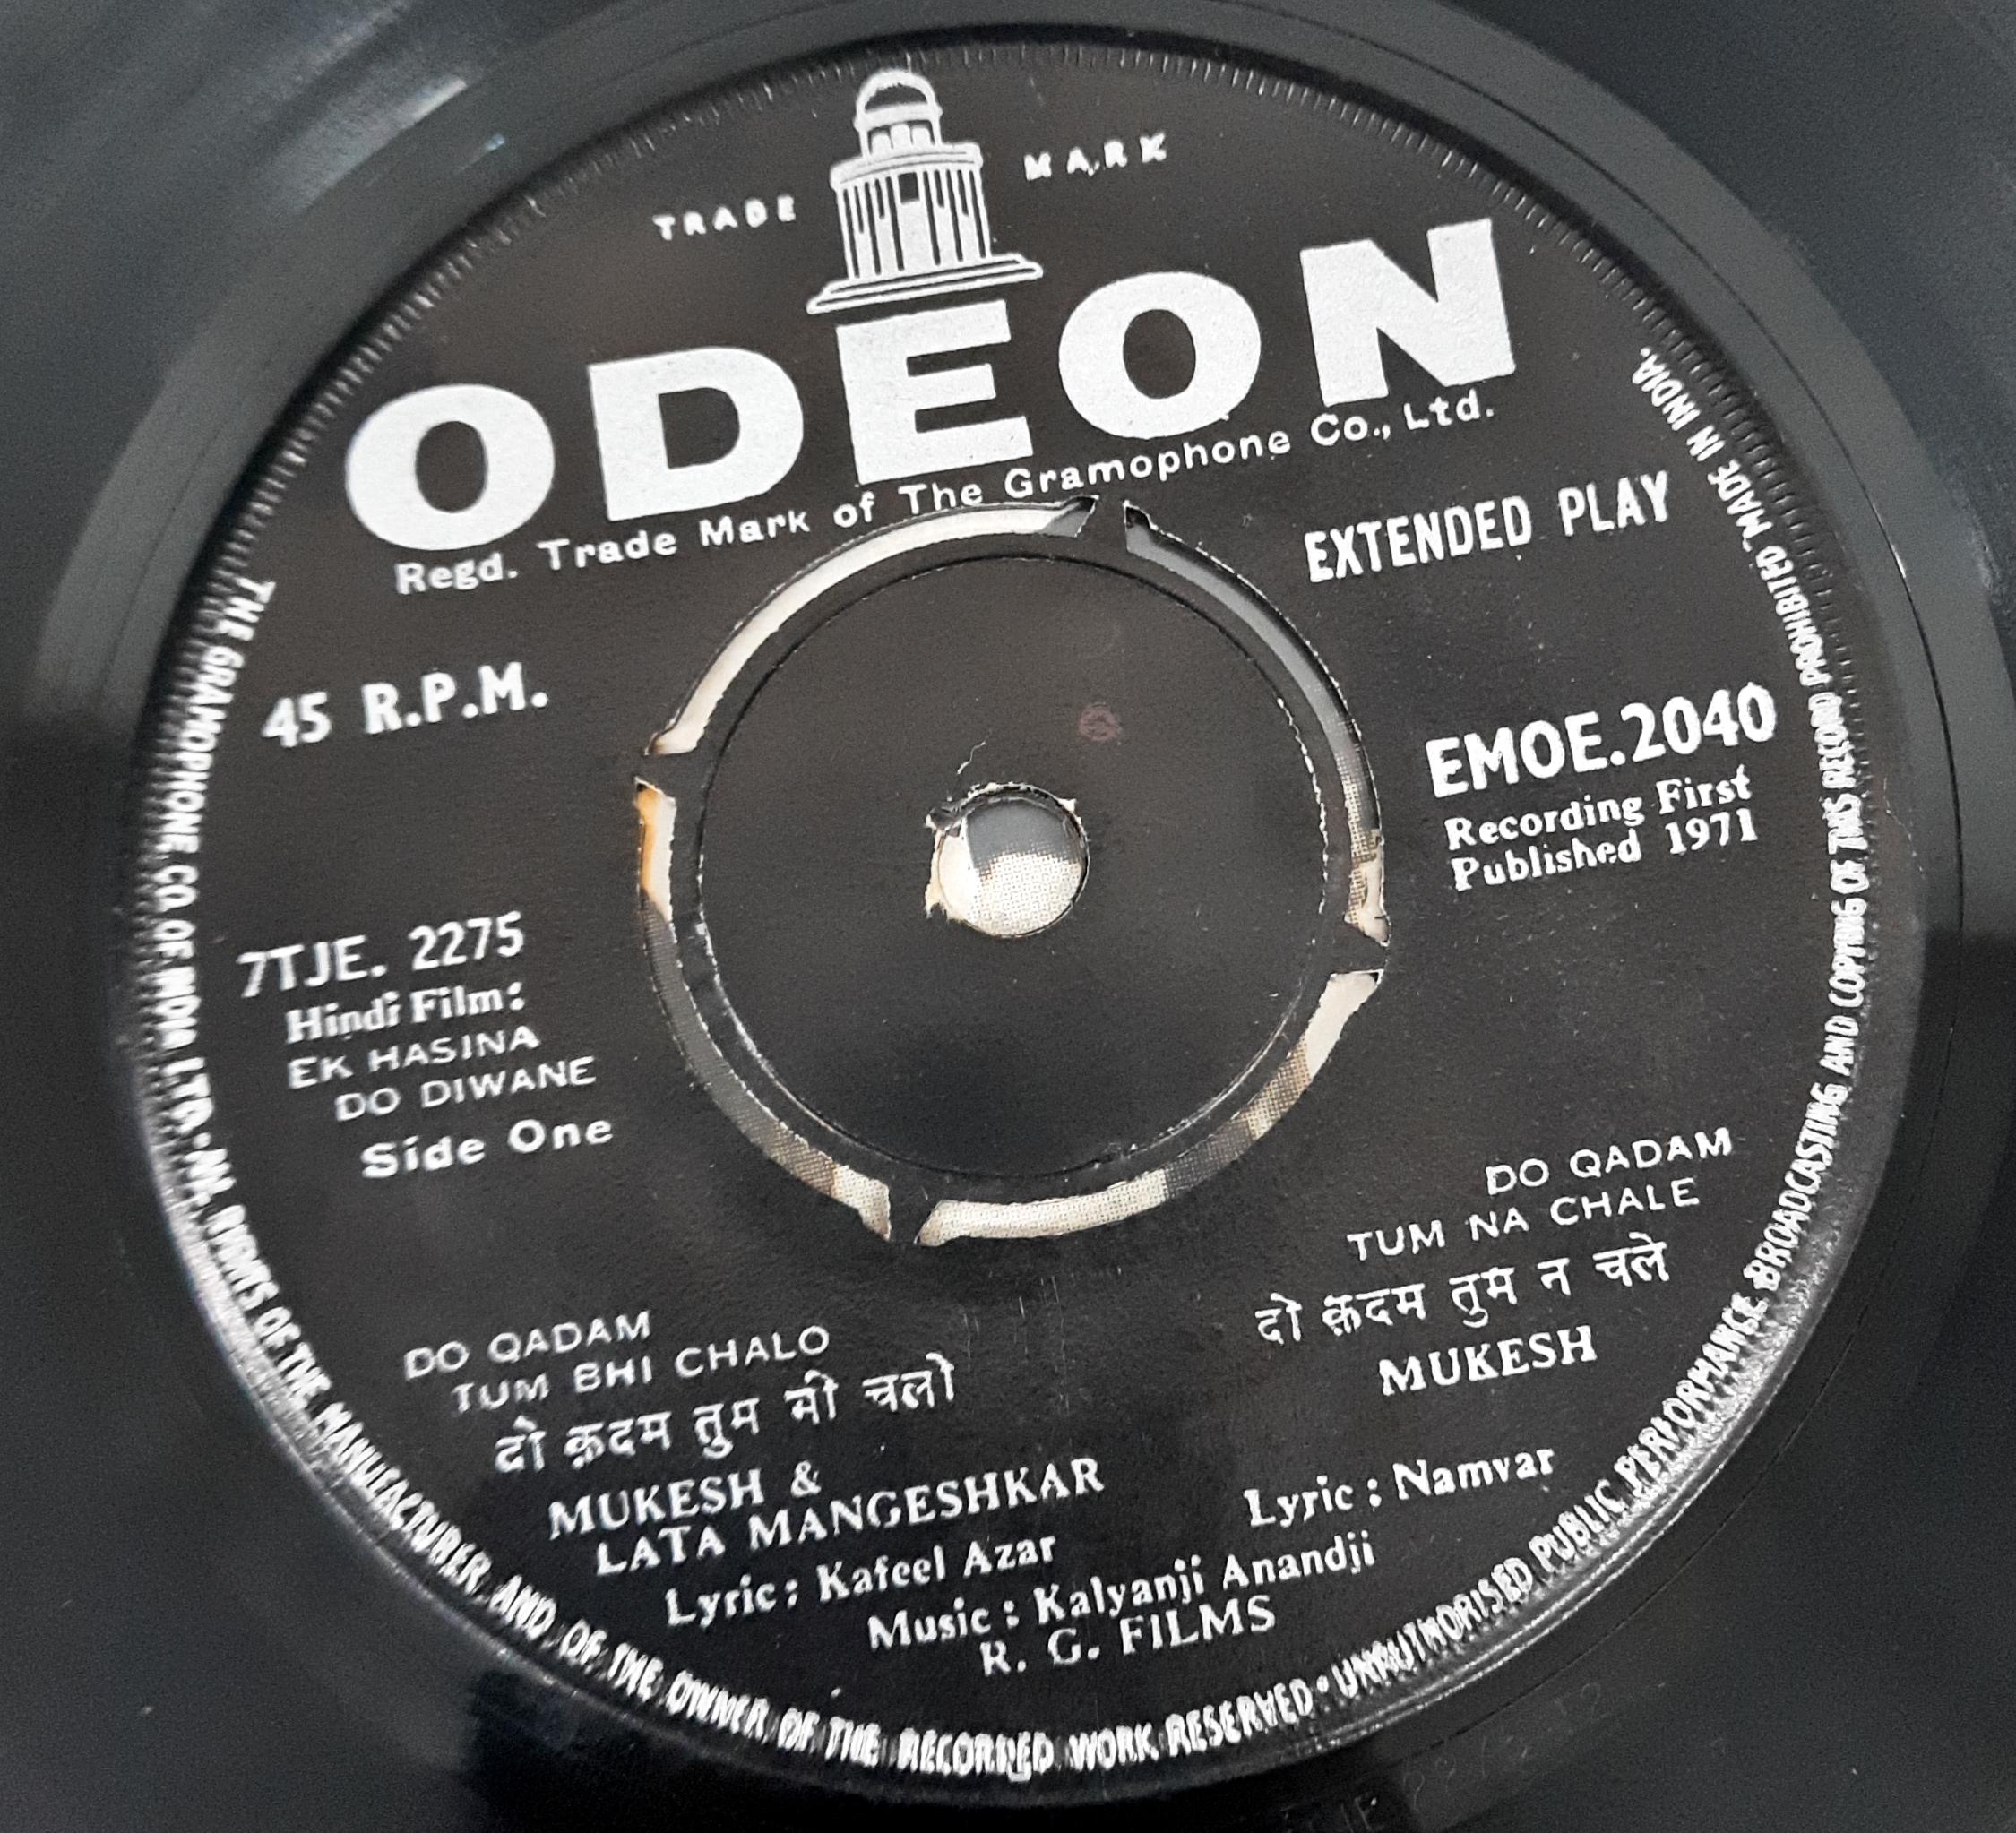 TRADE MARK
ODEON
Regd. Trade Mark of The Gramophone Co., Ltd.
EXTENDED PLAY
45 R.P.M.
EMOE.2040
Recording First
Published 1971
7TJE. 2275
Hindi Film:
EK HASINA
DO DIWANE
Side One
DO QADAM
TUM BHI CHALO
दो क़दम तुम भी चलो
MUKESH &
LATA MANGESHKAR
Lyric: Kafeel Azar
DO QADAM
TUM NA CHALE
दो क़दम तुम न चले
MUKESH
Lyric: Namvar
Music: Kalyanji Anandji
R. G. FILMS
THE GRAMOPHONE CO. OF INDIA LTD. ALL RIGHTS OF THE MANUFACTURER AND OF THE OWNER OF THE RECORDED WORK RESERVED • UNAUTHORISED PUBLIC PERFORMANCE BROADCASTING AND COPYING OF THIS RECORD PROHIBITED MADE IN INDIA.